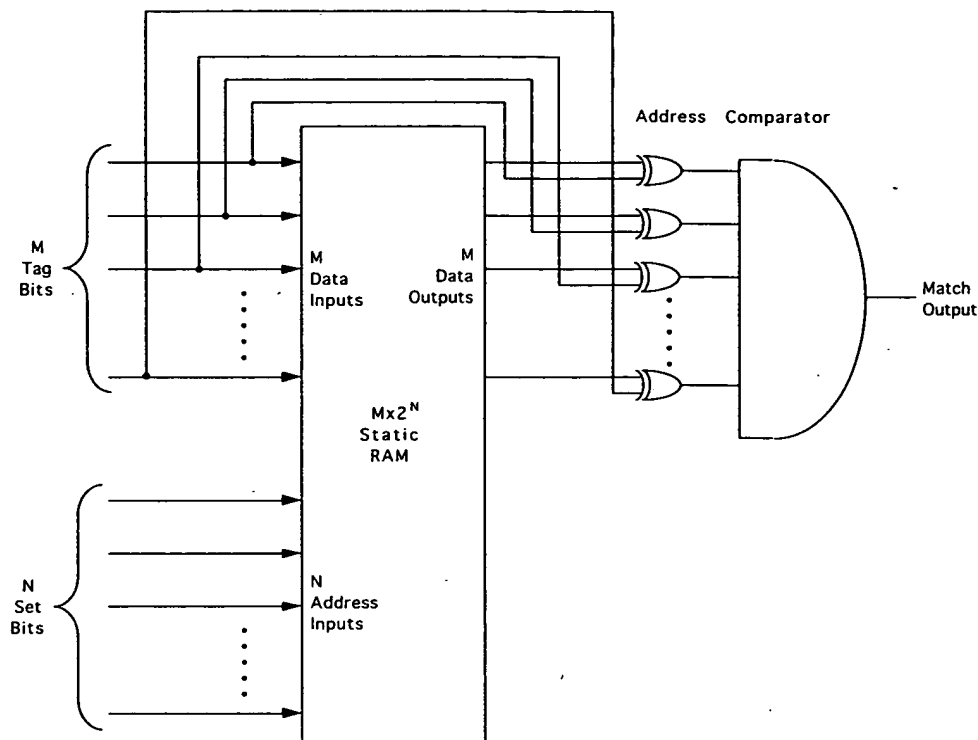 Address Comparator
M
Tag
Bits
M
Data
Inputs
M
Data
Outputs
Match
Output
Mx2^N
Static
RAM
N
Set
Bits
N
Address
Inputs